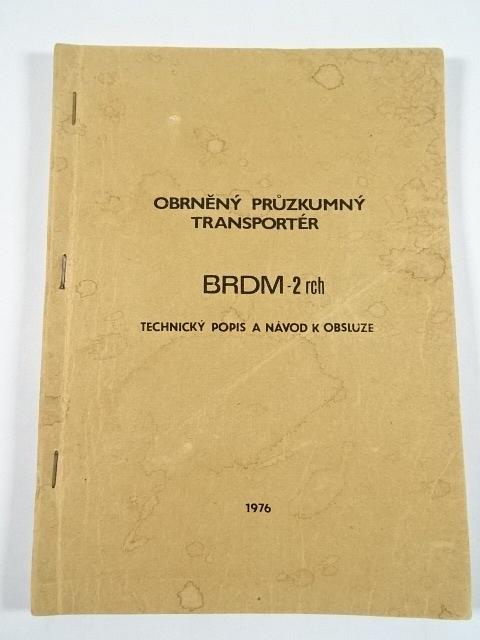 OBRNĚNÝ PRŮZKUMNÝ
TRANSPORTÉR
BRDM-2 rch
TECHNICKÝ POPIS A NÁVOD K OBSLUZE
1976